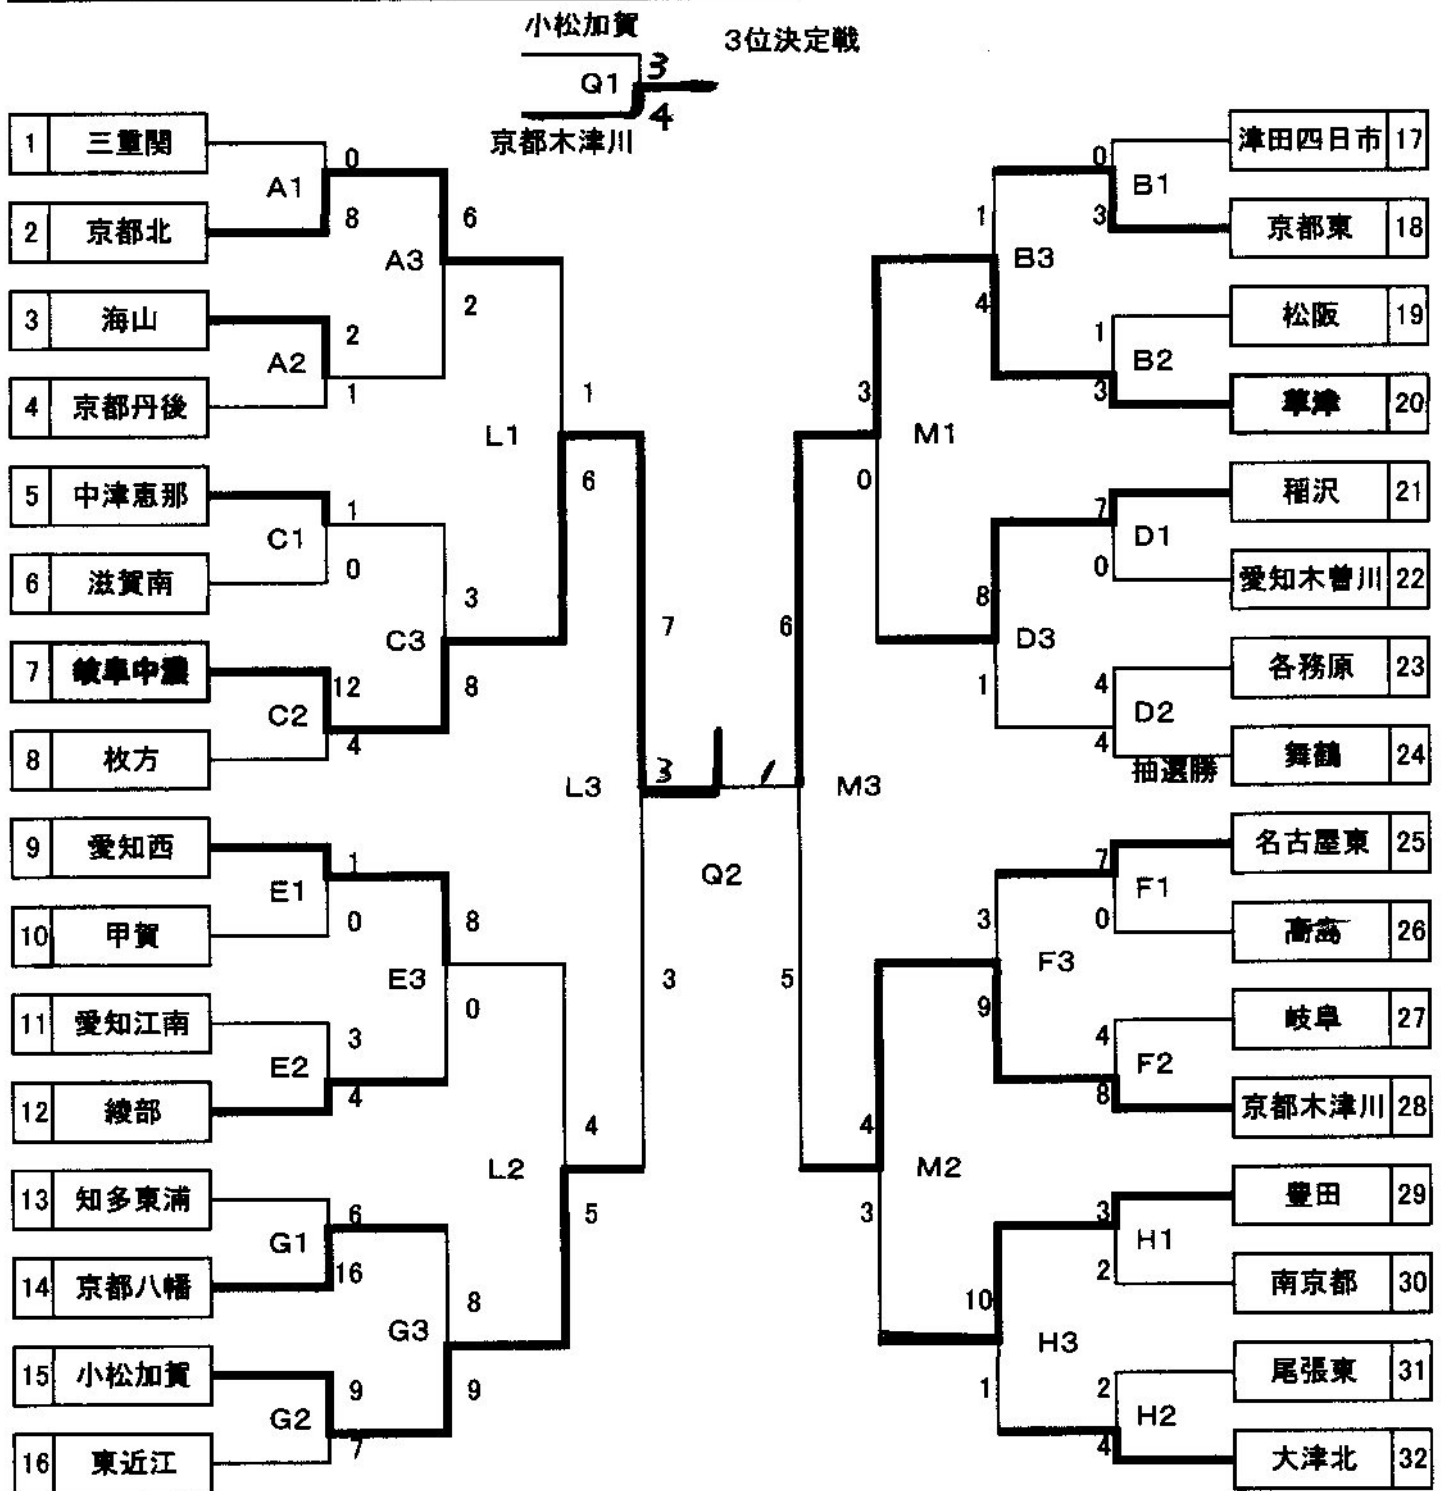 小松加賀
3位決定戦
Q1
3
4
京都木津川
1 三重関
0
A1
8
2 京都北
6
A3
2
3 海山
2
A2
1
4 京都丹後
1
L1
6
5 中津恵那
1
C1
0
6 滋賀南
3
C3
8
7 岐阜中濃
12
C2
4
8 枚方
7
L3
3
9 愛知西
1
E1
0
10 甲賀
8
E3
0
11 愛知江南
3
E2
4
12 綾部
4
L2
5
13 知多東浦
6
G1
16
14 京都八幡
8
G3
9
15 小松加賀
9
G2
7
16 東近江
3
1
Q2
津田四日市 17
0
B1
3
京都東 18
1
B3
4
松阪 19
1
B2
3
草津 20
3
M1
0
稲沢 21
7
D1
0
愛知木曽川 22
8
D3
1
各務原 23
4
D2
4
抽選勝
舞鶴 24
6
M3
5
名古屋東 25
7
F1
0
高島 26
3
F3
9
岐阜 27
4
F2
8
京都木津川 28
4
M2
3
豊田 29
3
H1
2
南京都 30
10
H3
1
尾張東 31
2
H2
4
大津北 32